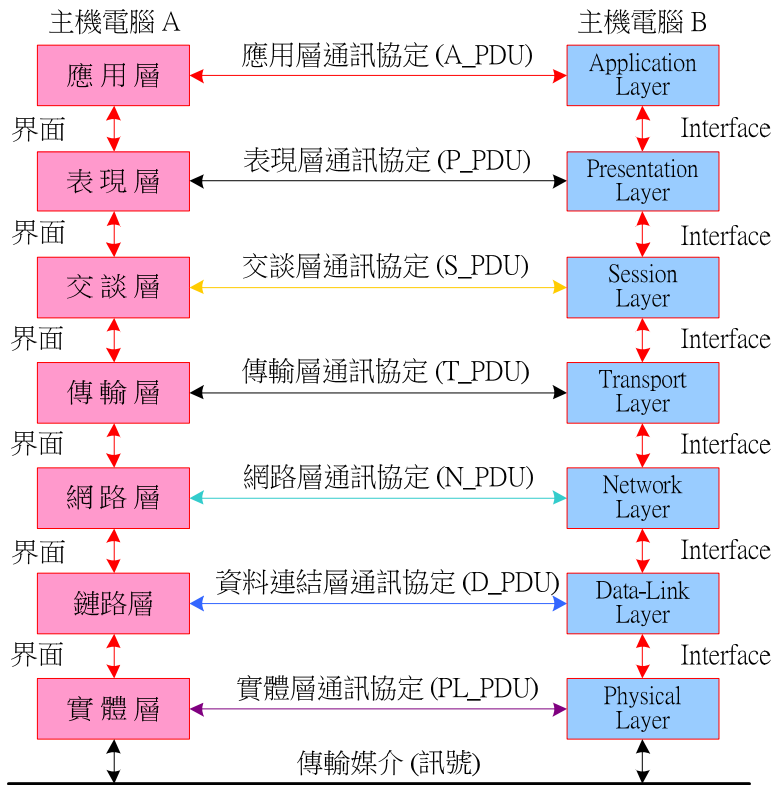 主機電腦 A
主機電腦 B
應用層
應用層通訊協定 (A_PDU)
Application
Layer
界面
Interface
表現層
表現層通訊協定 (P_PDU)
Presentation
Layer
界面
Interface
交談層
交談層通訊協定 (S_PDU)
Session
Layer
界面
Interface
傳輸層
傳輸層通訊協定 (T_PDU)
Transport
Layer
界面
Interface
網路層
網路層通訊協定 (N_PDU)
Network
Layer
界面
Interface
鏈路層
資料連結層通訊協定 (D_PDU)
Data-Link
Layer
界面
Interface
實體層
實體層通訊協定 (PL_PDU)
Physical
Layer
傳輸媒介 (訊號)